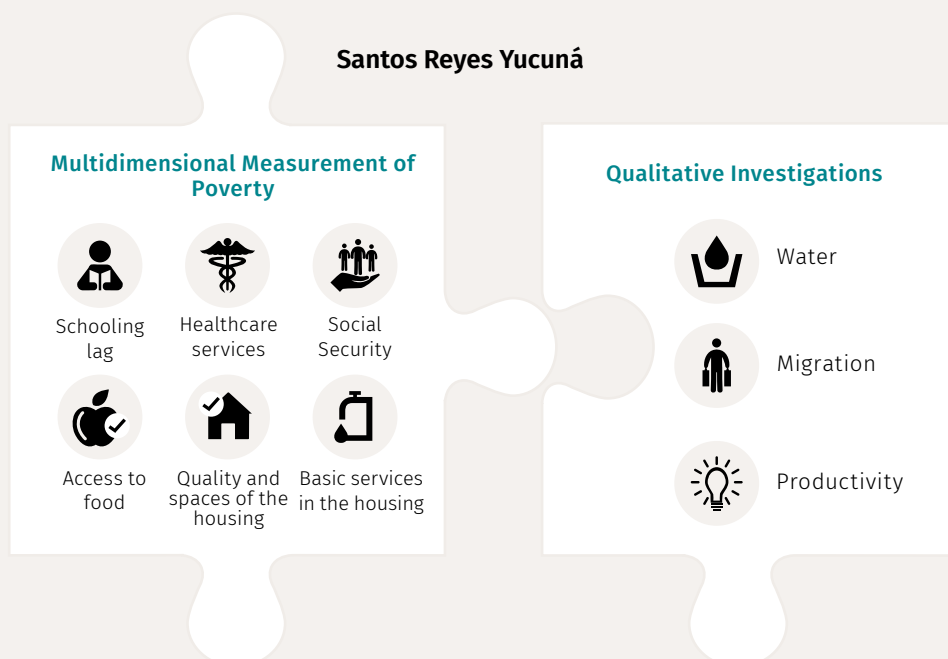 Santos Reyes Yucuná
Multidimensional Measurement of
Poverty
Schooling
lag
Healthcare
services
Social
Security
Access to
food
Quality and
spaces of the
housing
Basic services
in the housing
Qualitative Investigations
Water
Migration
Productivity